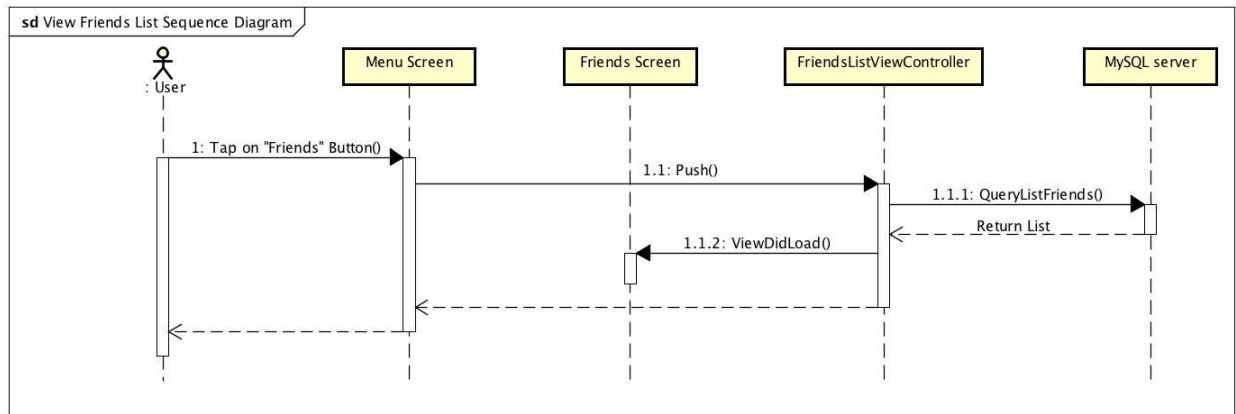 sd View Friends List Sequence Diagram
: User
Menu Screen
Friends Screen
FriendsListViewController
MySQL server
1: Tap on "Friends" Button()
1.1: Push()
1.1.1: QueryListFriends()
Return List
1.1.2: ViewDidLoad()